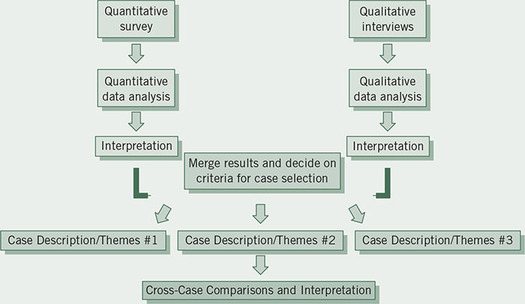 Quantitative
survey
Qualitative
interviews
Quantitative
data analysis
Qualitative
data analysis
Interpretation
Interpretation
Merge results and decide on
criteria for case selection
Case Description/Themes #1
Case Description/Themes #2
Case Description/Themes #3
Cross-Case Comparisons and Interpretation